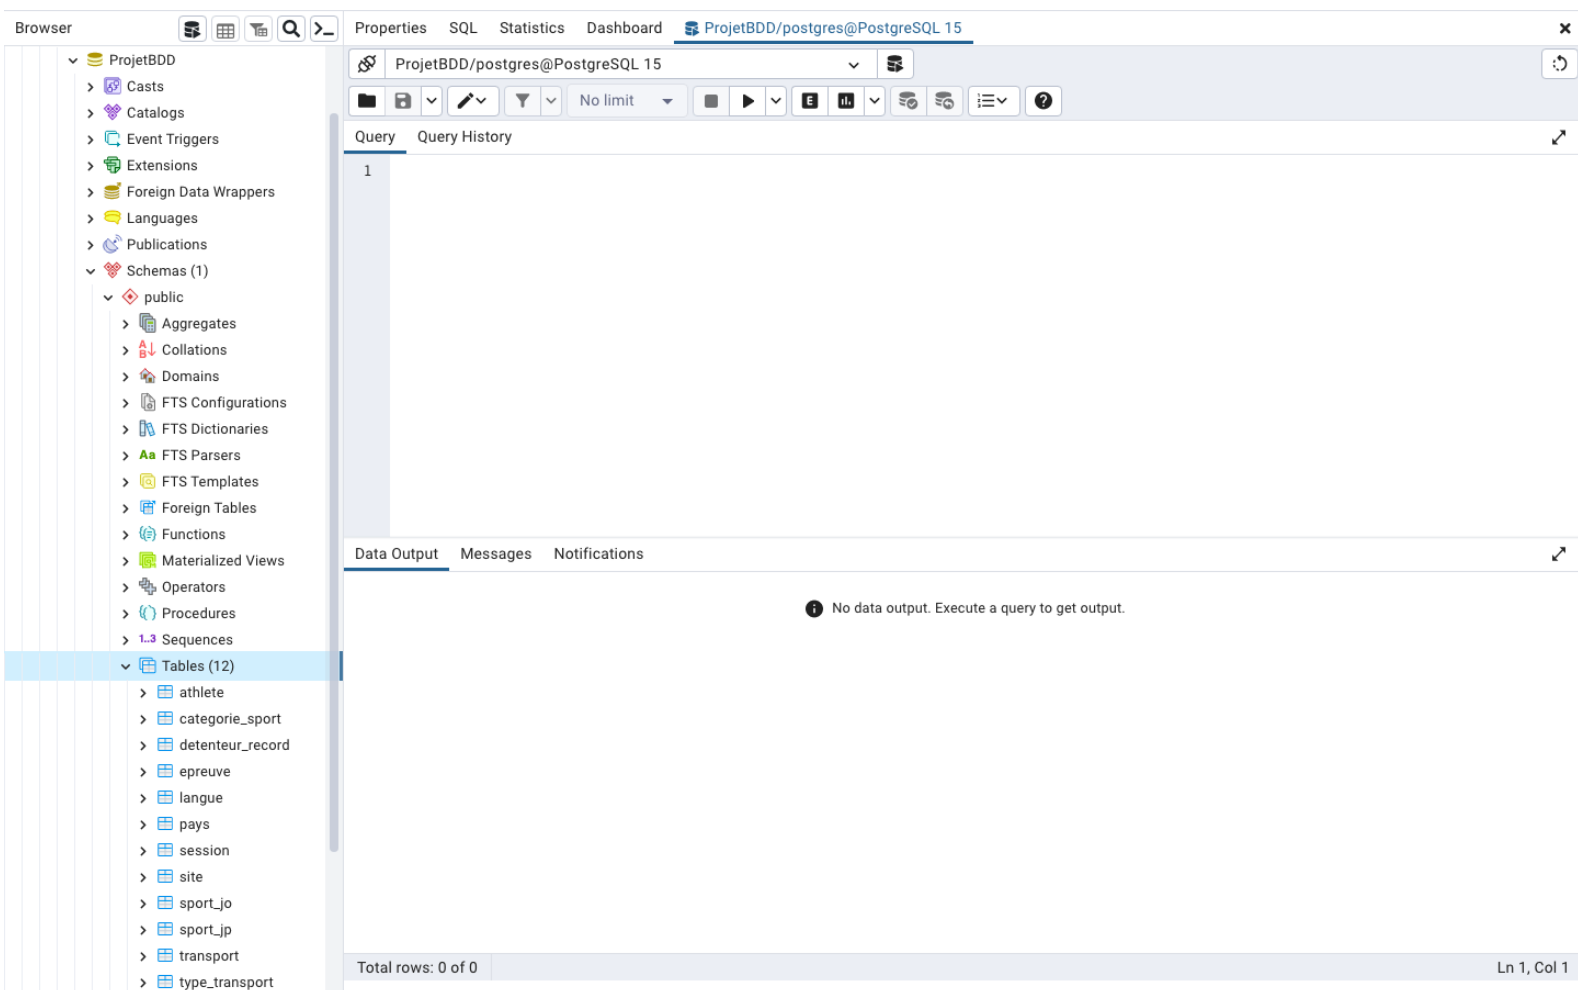 Browser
Properties SQL Statistics Dashboard ProjetBDD/postgres@PostgreSQL 15
ProjetBDD
Casts
Catalogs
Event Triggers
Extensions
Foreign Data Wrappers
Languages
Publications
Schemas (1)
public
Aggregates
Collations
Domains
FTS Configurations
FTS Dictionaries
Aa FTS Parsers
FTS Templates
Foreign Tables
Functions
Materialized Views
Operators
Procedures
1..3 Sequences
Tables (12)
athlete
categorie_sport
detenteur_record
epreuve
langue
pays
session
site
sport_jo
sport_jp
transport
type_transport
ProjetBDD/postgres@PostgreSQL 15
No limit
E
Query Query History
1
Data Output Messages Notifications
No data output. Execute a query to get output.
Total rows: 0 of 0
Ln 1, Col 1